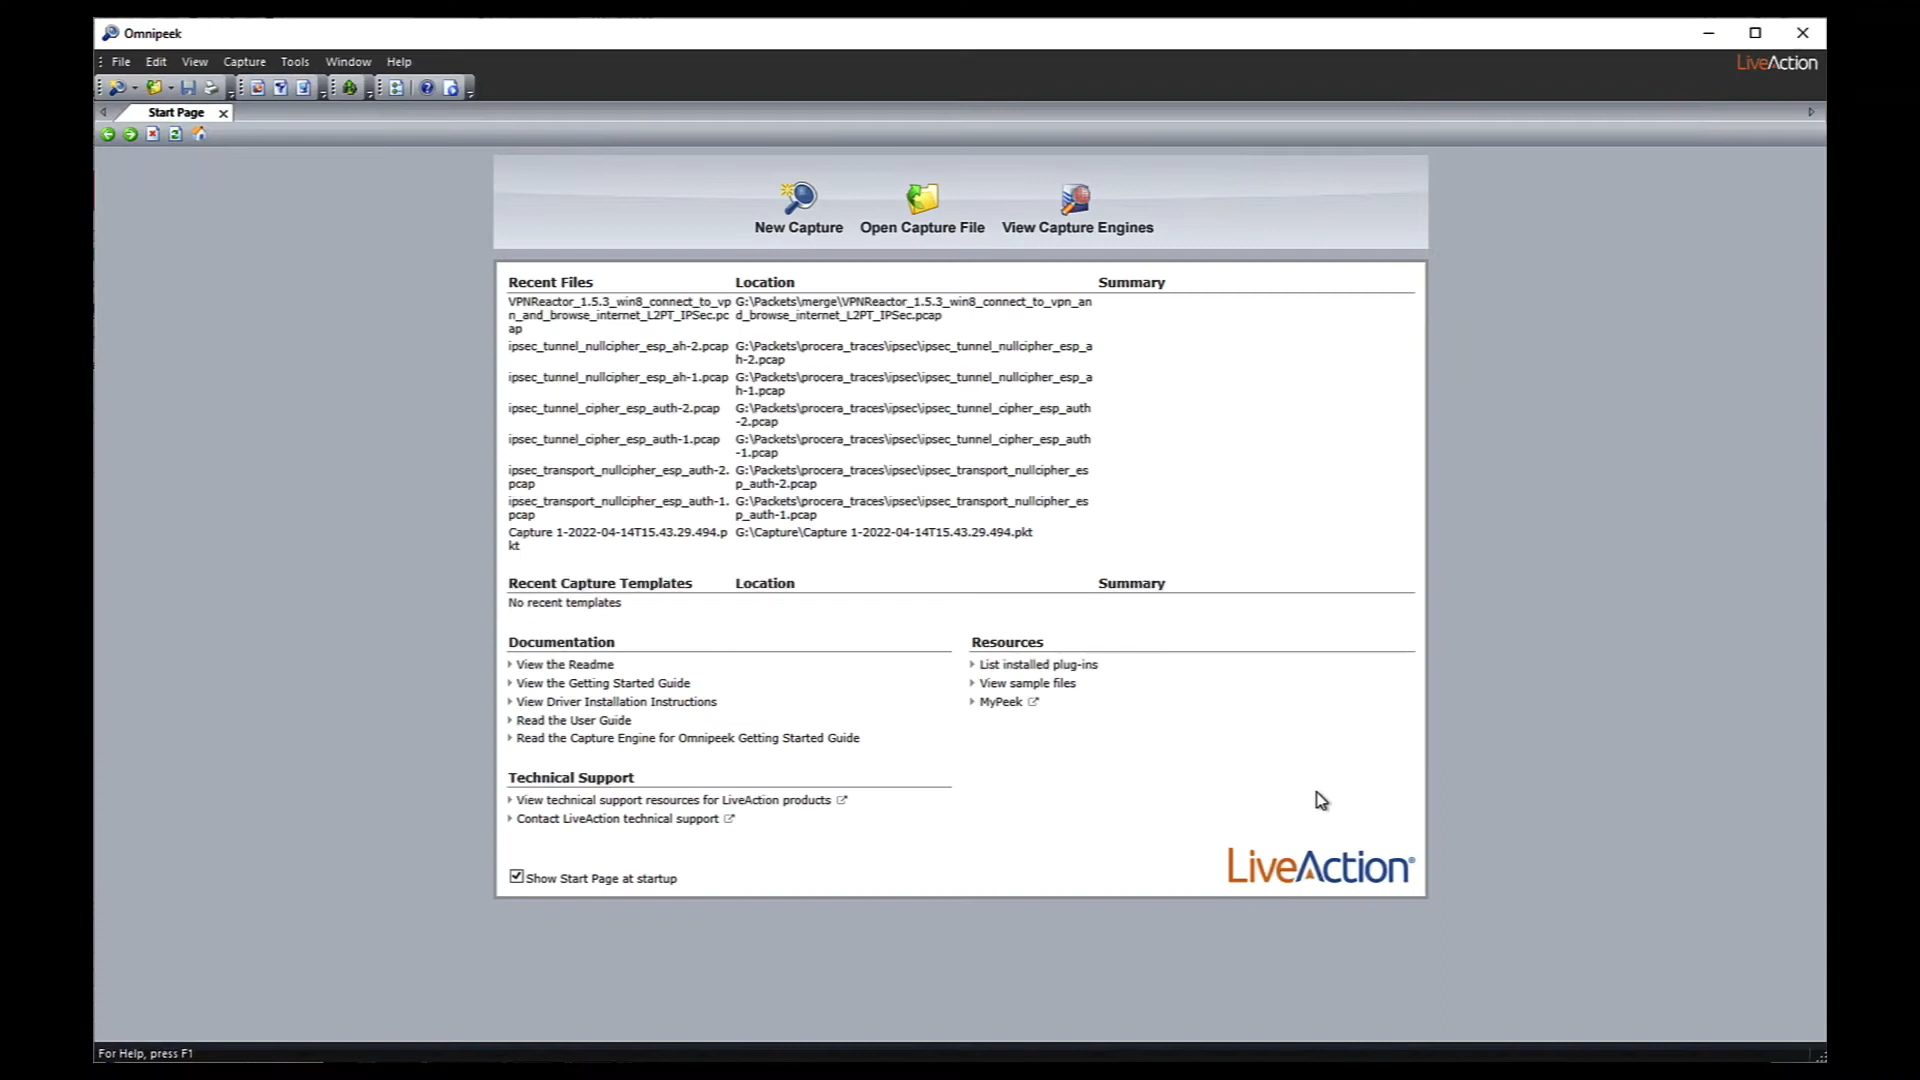 Omnipeek
File Edit View Capture Tools Window Help
LiveAction
Start Page
New Capture Open Capture File View Capture Engines
Recent Files Location Summary
VPNReactor_1.5.3_win8_connect_to_vp G:\Packets\merge\VPNReactor_1.5.3_win8_connect_to_vpn_an
n_and_browse_internet_L2PT_IPSec.pc d_browse_internet_L2PT_IPSec.pcap
ap
ipsec_tunnel_nullcipher_esp_ah-2.pcap G:\Packets\procera_traces\ipsec\ipsec_tunnel_nullcipher_esp_a
h-2.pcap
ipsec_tunnel_nullcipher_esp_ah-1.pcap G:\Packets\procera_traces\ipsec\ipsec_tunnel_nullcipher_esp_a
h-1.pcap
ipsec_tunnel_cipher_esp_auth-2.pcap G:\Packets\procera_traces\ipsec\ipsec_tunnel_cipher_esp_auth
-2.pcap
ipsec_tunnel_cipher_esp_auth-1.pcap G:\Packets\procera_traces\ipsec\ipsec_tunnel_cipher_esp_auth
-1.pcap
ipsec_transport_nullcipher_esp_auth-2. G:\Packets\procera_traces\ipsec\ipsec_transport_nullcipher_es
pcap p_auth-2.pcap
ipsec_transport_nullcipher_esp_auth-1. G:\Packets\procera_traces\ipsec\ipsec_transport_nullcipher_es
pcap p_auth-1.pcap
Capture 1-2022-04-14T15.43.29.494.p G:\Capture\Capture 1-2022-04-14T15.43.29.494.pkt
kt
Recent Capture Templates Location Summary
No recent templates
Documentation Resources
View the Readme List installed plug-ins
View the Getting Started Guide View sample files
View Driver Installation Instructions MyPeek
Read the User Guide
Read the Capture Engine for Omnipeek Getting Started Guide
Technical Support
View technical support resources for LiveAction products
Contact LiveAction technical support
LiveAction®
Show Start Page at startup
For Help, press F1